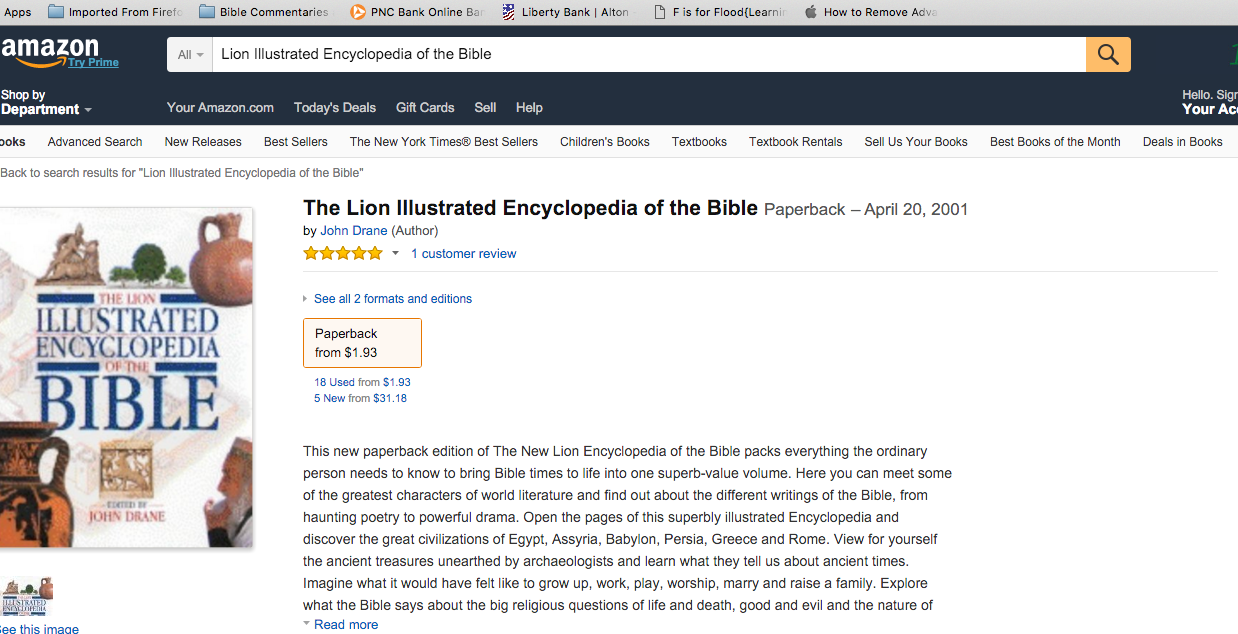 Apps Imported From Firefo Bible Commentaries PNC Bank Online Ban Liberty Bank | Alton F is for Flood{Learnin How to Remove Adva
amazon
Try Prime
All
Lion Illustrated Encyclopedia of the Bible
Shop by
Department
Your Amazon.com Today's Deals Gift Cards Sell Help
Hello. Sign
Your Acc
ooks Advanced Search New Releases Best Sellers The New York Times® Best Sellers Children's Books Textbooks Textbook Rentals Sell Us Your Books Best Books of the Month Deals in Books
Back to search results for "Lion Illustrated Encyclopedia of the Bible"
THE LION
ILLUSTRATED
ENCYCLOPEDIA
OF THE
BIBLE
EDITED BY
JOHN DRANE
See this image
The Lion Illustrated Encyclopedia of the Bible Paperback – April 20, 2001
by John Drane (Author)
1 customer review
See all 2 formats and editions
Paperback
from $1.93
18 Used from $1.93
5 New from $31.18
This new paperback edition of The New Lion Encyclopedia of the Bible packs everything the ordinary
person needs to know to bring Bible times to life into one superb-value volume. Here you can meet some
of the greatest characters of world literature and find out about the different writings of the Bible, from
haunting poetry to powerful drama. Open the pages of this superbly illustrated Encyclopedia and
discover the great civilizations of Egypt, Assyria, Babylon, Persia, Greece and Rome. View for yourself
the ancient treasures unearthed by archaeologists and learn what they tell us about ancient times.
Imagine what it would have felt like to grow up, work, play, worship, marry and raise a family. Explore
what the Bible says about the big religious questions of life and death, good and evil and the nature of
Read more